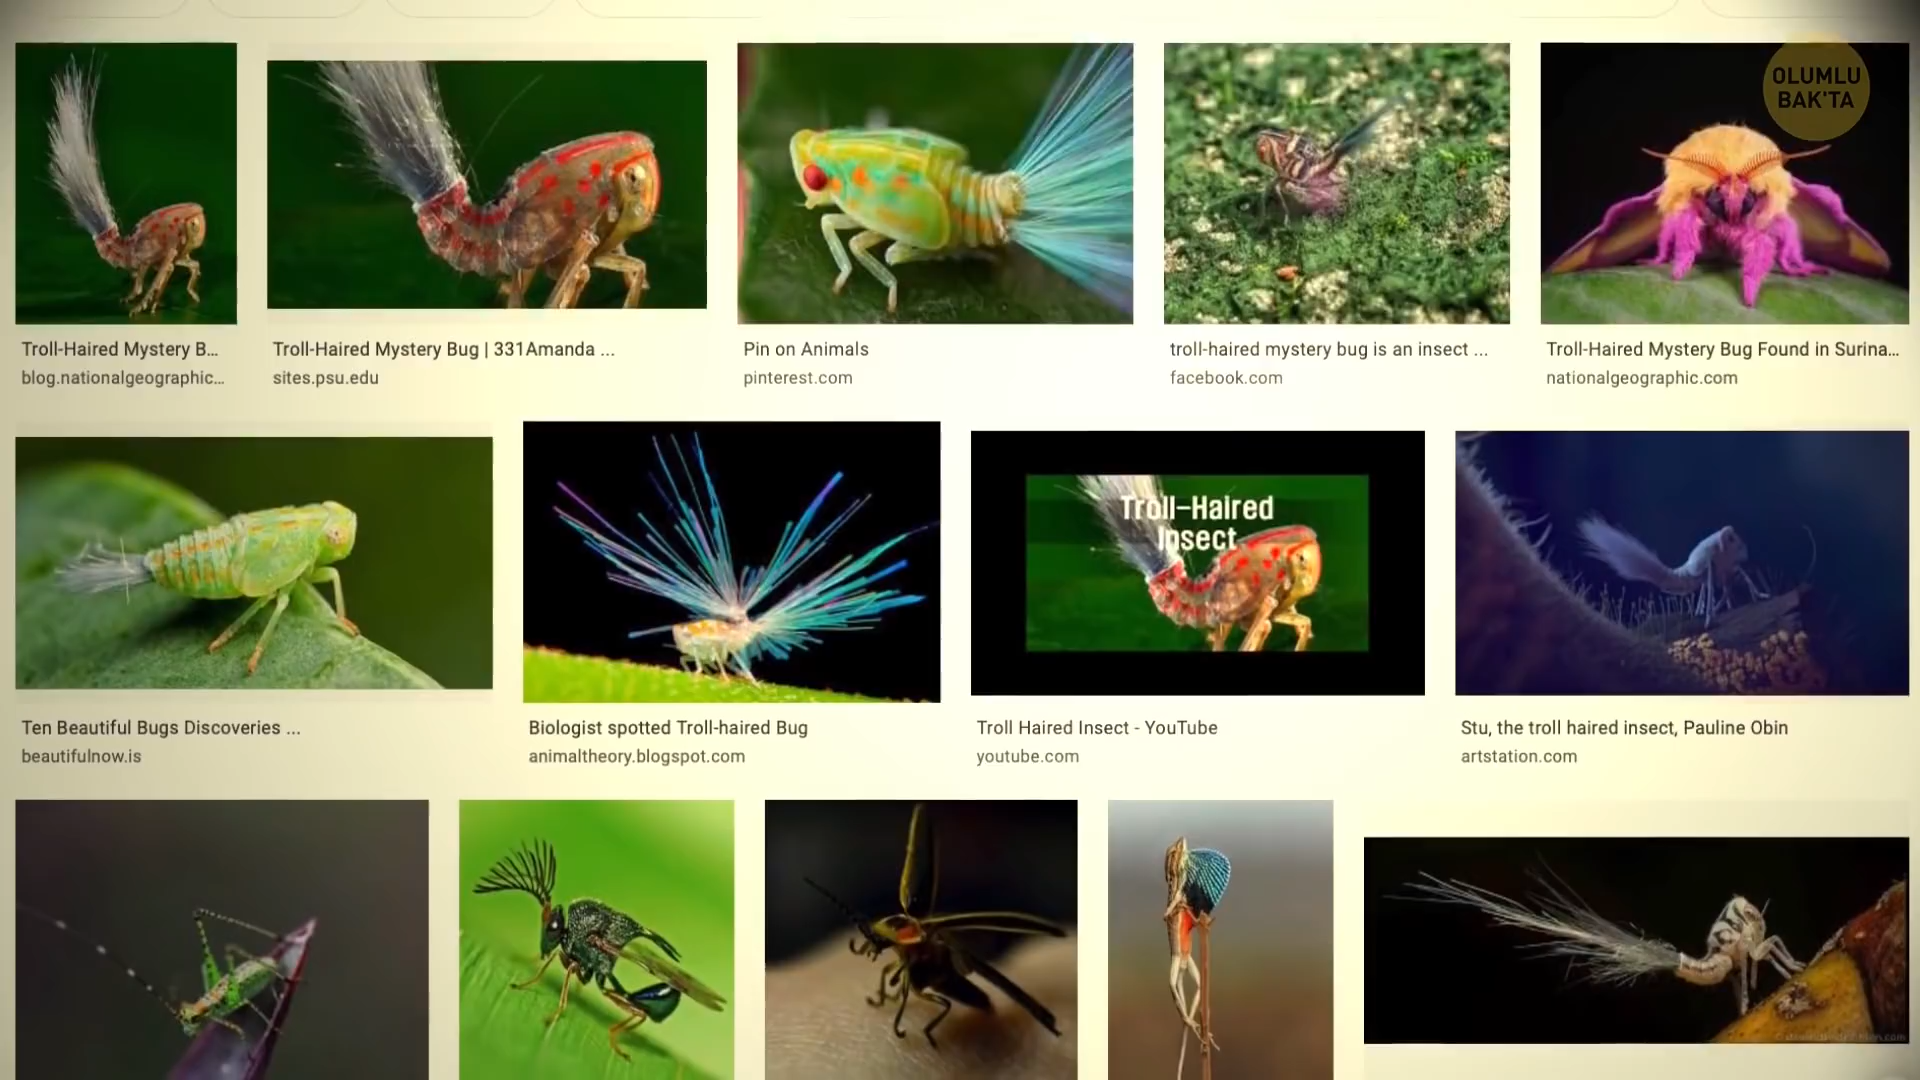 OLUMLU
BAK'TA
Troll-Haired Mystery B...
blog.nationalgeographic...
Troll-Haired Mystery Bug | 331Amanda ...
sites.psu.edu
Pin on Animals
pinterest.com
troll-haired mystery bug is an insect ...
facebook.com
Troll-Haired Mystery Bug Found in Surina...
nationalgeographic.com
Troll-Haired
Insect
Ten Beautiful Bugs Discoveries ...
beautifulnow.is
Biologist spotted Troll-haired Bug
animaltheory.blogspot.com
Troll Haired Insect - YouTube
youtube.com
Stu, the troll haired insect, Pauline Obin
artstation.com